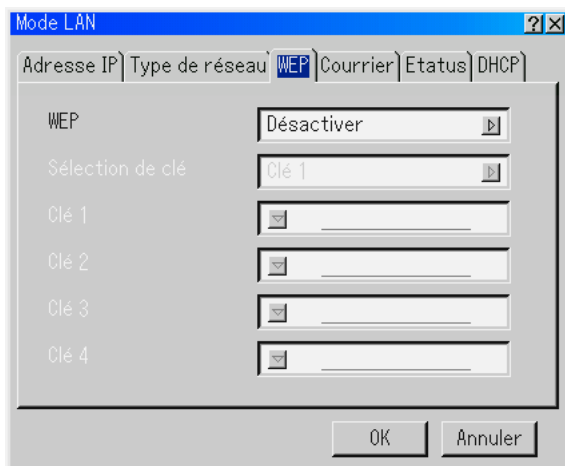 Mode LAN
Adresse IP Type de réseau WEP Courrier Etatus DHCP
WEP Désactiver
Sélection de clé Clé 1
Clé 1
Clé 2
Clé 3
Clé 4
OK Annuler